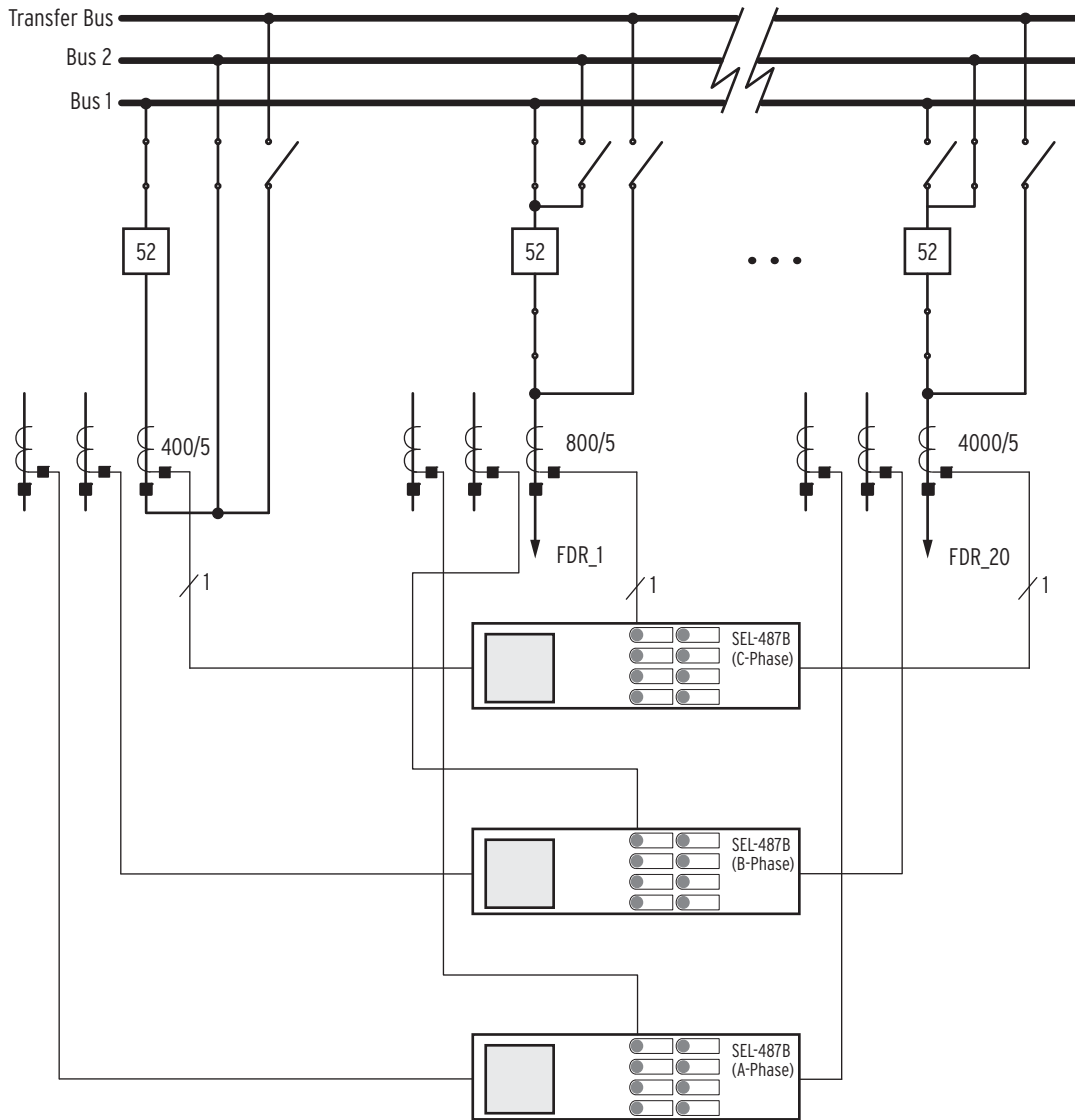 Transfer Bus
Bus 2
Bus 1
52
52
52
400/5
800/5
4000/5
FDR_1
FDR_20
1
1
1
SEL-487B
(C-Phase)
SEL-487B
(B-Phase)
SEL-487B
(A-Phase)